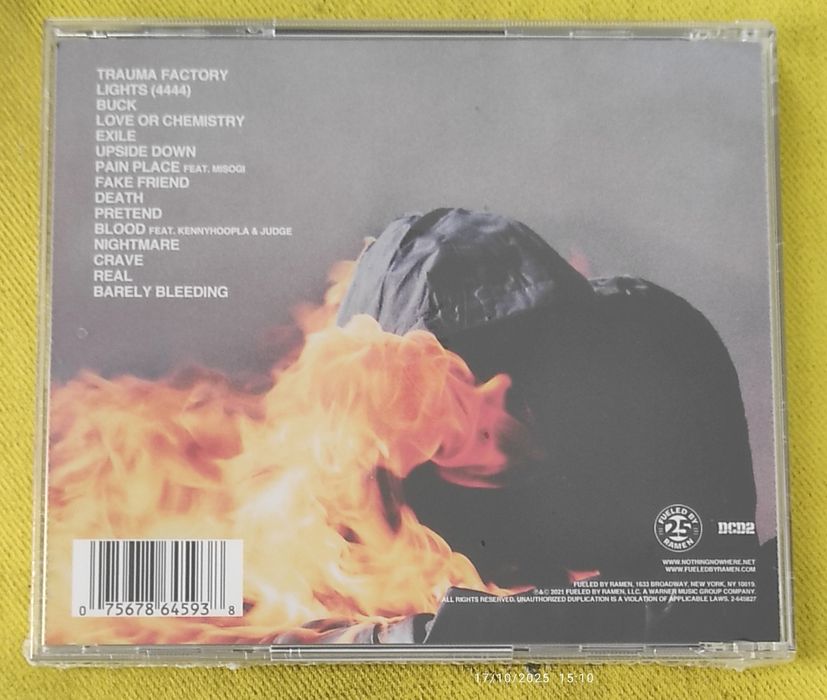 TRAUMA FACTORY
LIGHTS (4444)
BUCK
LOVE OR CHEMISTRY
EXILE
UPSIDE DOWN
PAIN PLACE FEAT. MISOGI
FAKE FRIEND
DEATH
PRETEND
BLOOD FEAT. KENNYHOOPLA & JUDGE
NIGHTMARE
CRAVE
REAL
BARELY BLEEDING
FUELED BY
25
RAMEN
DCD2
WWW.NOTHINGNOWHERE.NET
WWW.FUELEDBYRAMEN.COM
FUELED BY RAMEN, 1633 BROADWAY, NEW YORK, NY 10019.
℗&© 2021 FUELED BY RAMEN, LLC. A WARNER MUSIC GROUP COMPANY.
ALL RIGHTS RESERVED. UNAUTHORIZED DUPLICATION IS A VIOLATION OF APPLICABLE LAWS. 2-645827
0 75678 64593 8
17/10/2025 15:10